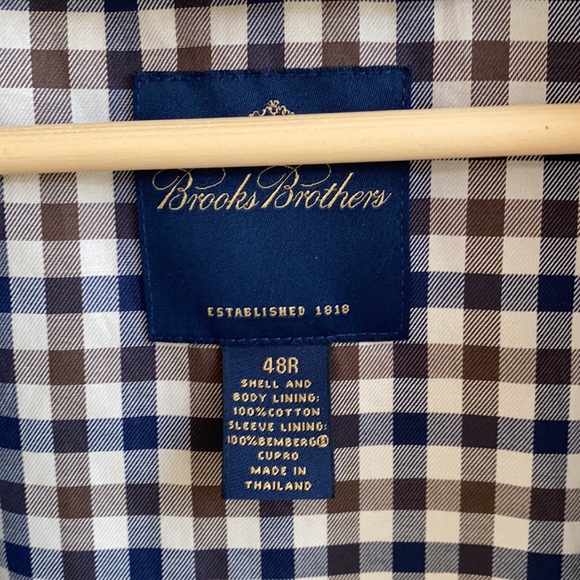 Brooks Brothers
ESTABLISHED 1818
48R
SHELL AND
BODY LINING:
100%COTTON
SLEEVE LINING:
100%BEMBERG®
CUPRO
MADE IN
THAILAND